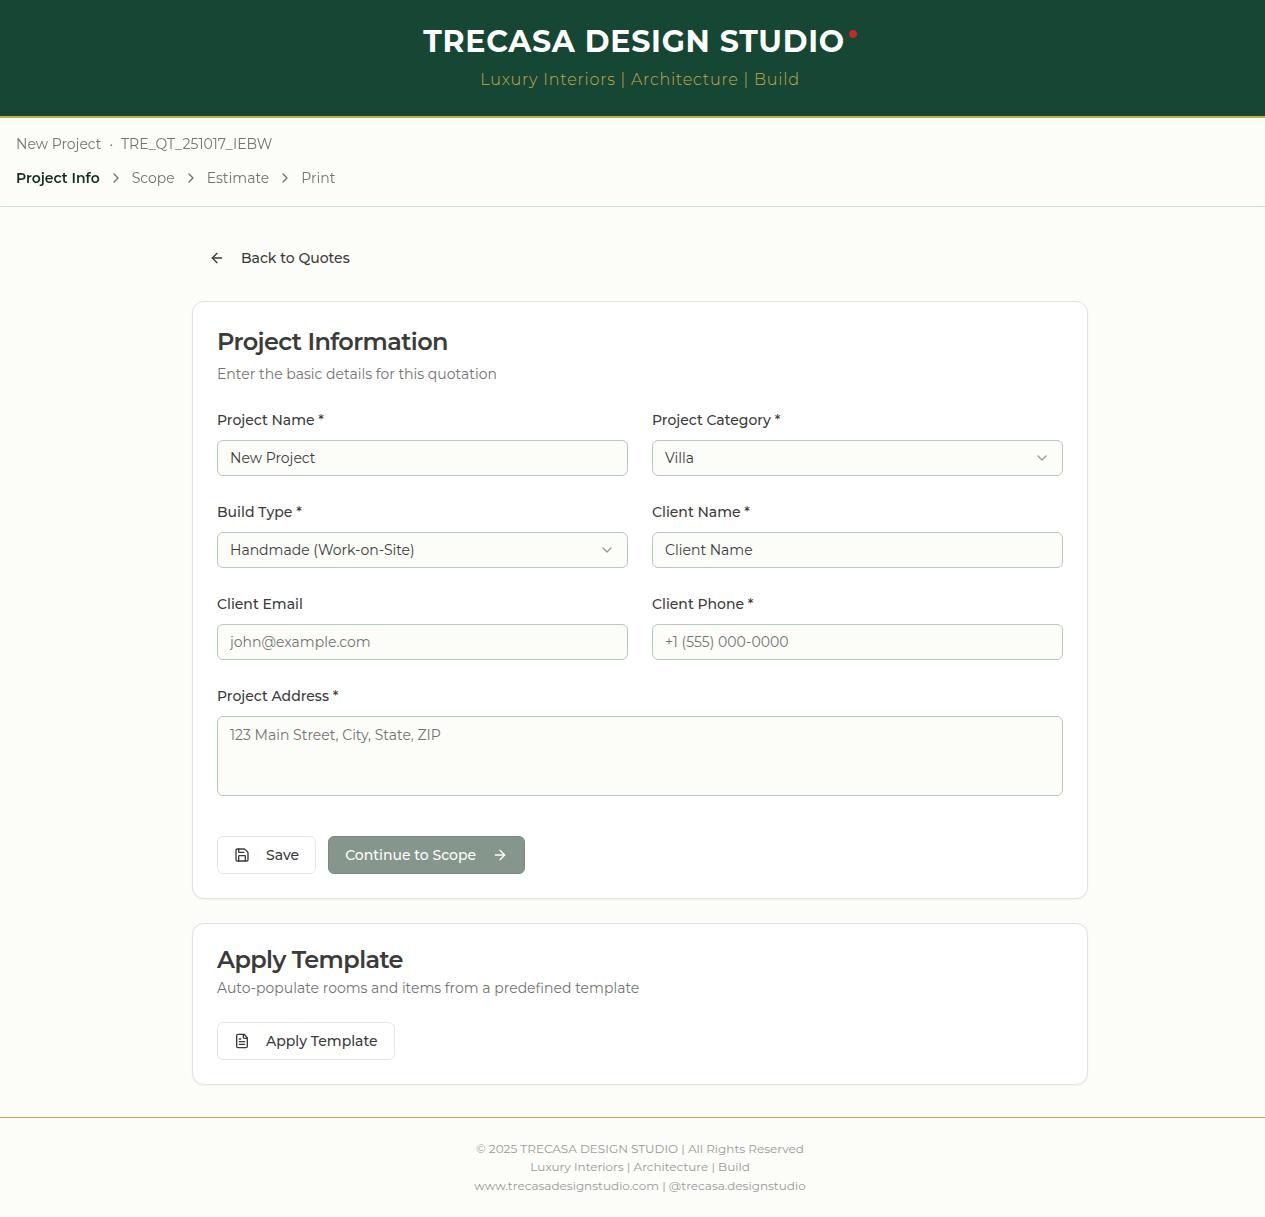 TRECASA DESIGN STUDIO
Luxury Interiors | Architecture | Build
New Project · TRE_QT_251017_IEBW
Project Info > Scope > Estimate > Print
Back to Quotes
Project Information
Enter the basic details for this quotation
Project Name * Project Category *
New Project Villa
Build Type * Client Name *
Handmade (Work-on-Site) Client Name
Client Email Client Phone *
john@example.com +1 (555) 000-0000
Project Address *
123 Main Street, City, State, ZIP
Save Continue to Scope
Apply Template
Auto-populate rooms and items from a predefined template
Apply Template
© 2025 TRECASA DESIGN STUDIO | All Rights Reserved
Luxury Interiors | Architecture | Build
www.trecasadesignstudio.com | @trecasa.designstudio